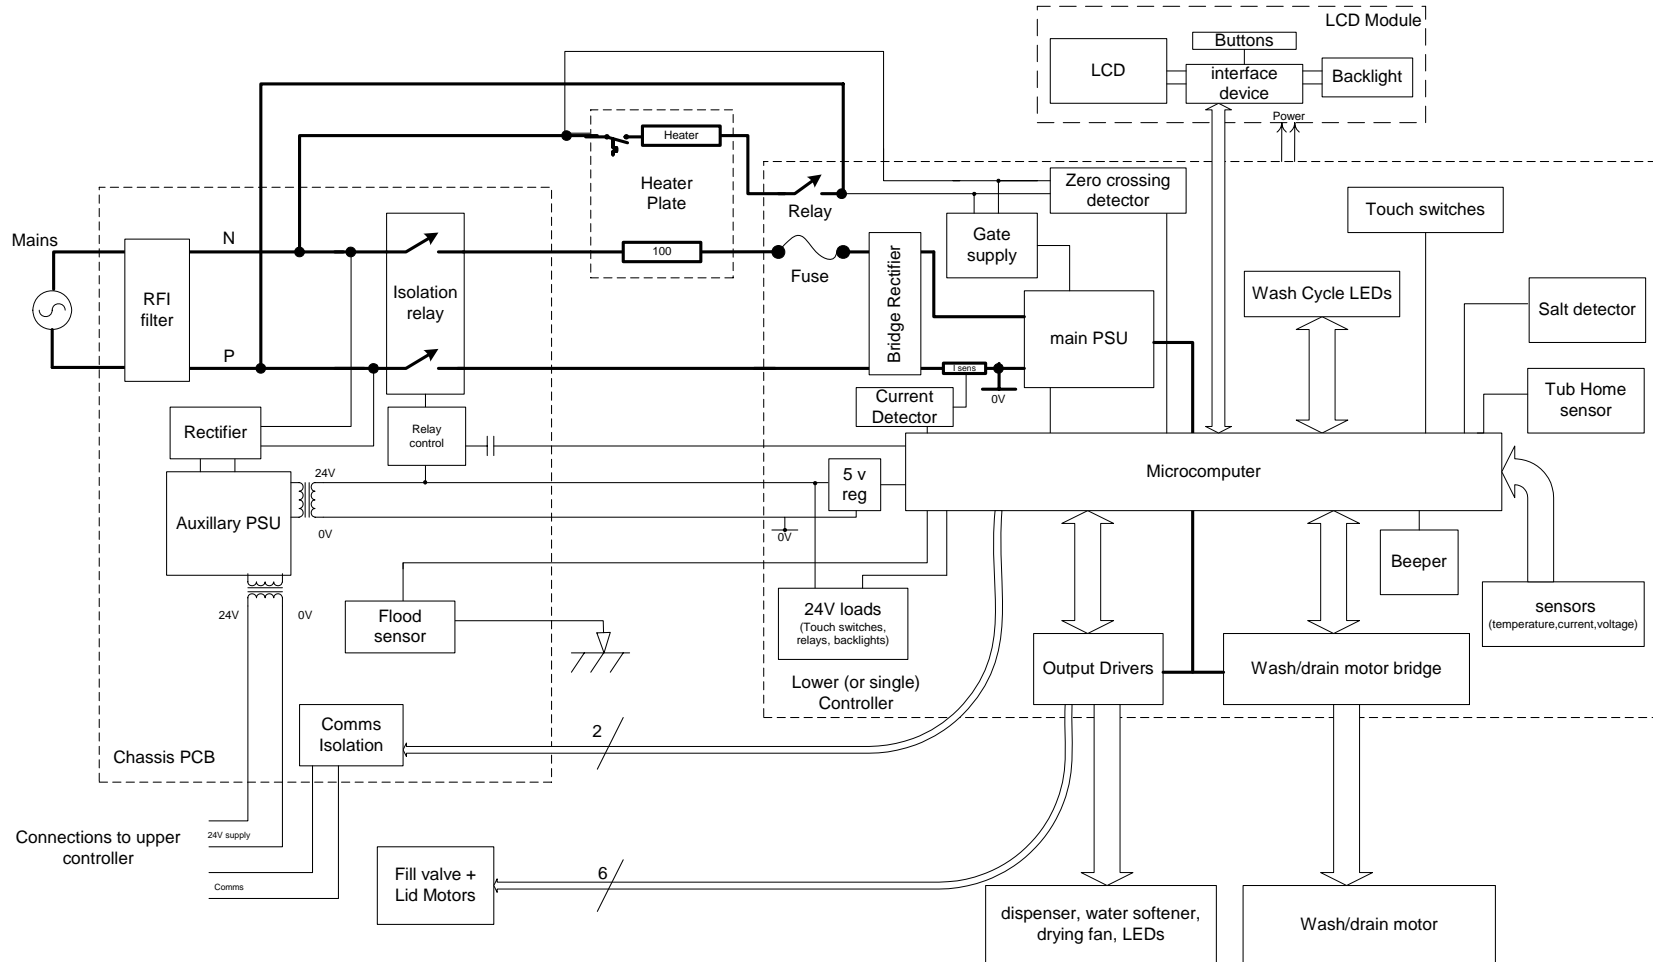 LCD Module
Buttons
LCD
interface
device
Backlight
Power
Heater
Heater
Plate
Relay
Zero crossing
detector
Touch switches
Mains
N
RFI
filter
P
Isolation
relay
100
Fuse
Bridge Rectifier
Gate
supply
main PSU
I sens
0V
Wash Cycle LEDs
Salt detector
Current
Detector
Tub Home
sensor
Rectifier
Relay
control
24V
Auxillary PSU
0V
5 v
reg
0V
Microcomputer
Beeper
24V
0V
Flood
sensor
24V loads
(Touch switches,
relays, backlights)
sensors
(temperature,current,voltage)
Lower (or single)
Controller
Output Drivers
Wash/drain motor bridge
Comms
Isolation
2
Chassis PCB
Connections to upper
controller
24V supply
Comms
Fill valve +
Lid Motors
6
dispenser, water softener,
drying fan, LEDs
Wash/drain motor